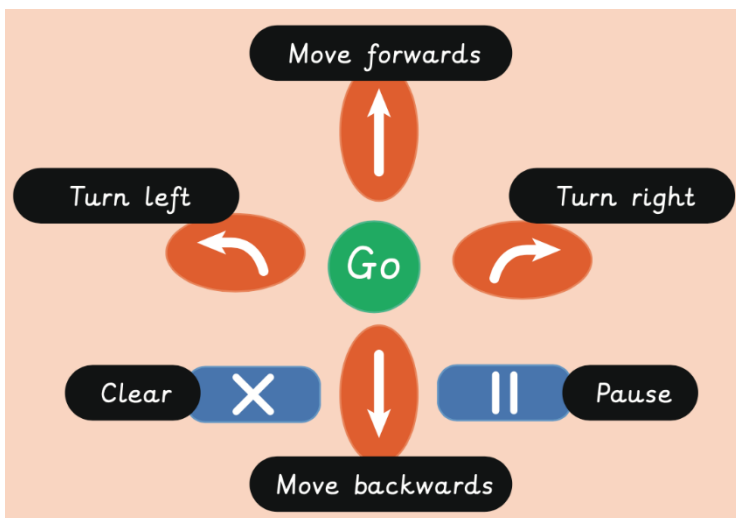 Move forwards
Turn left
Turn right
Go
Clear
Pause
Move backwards